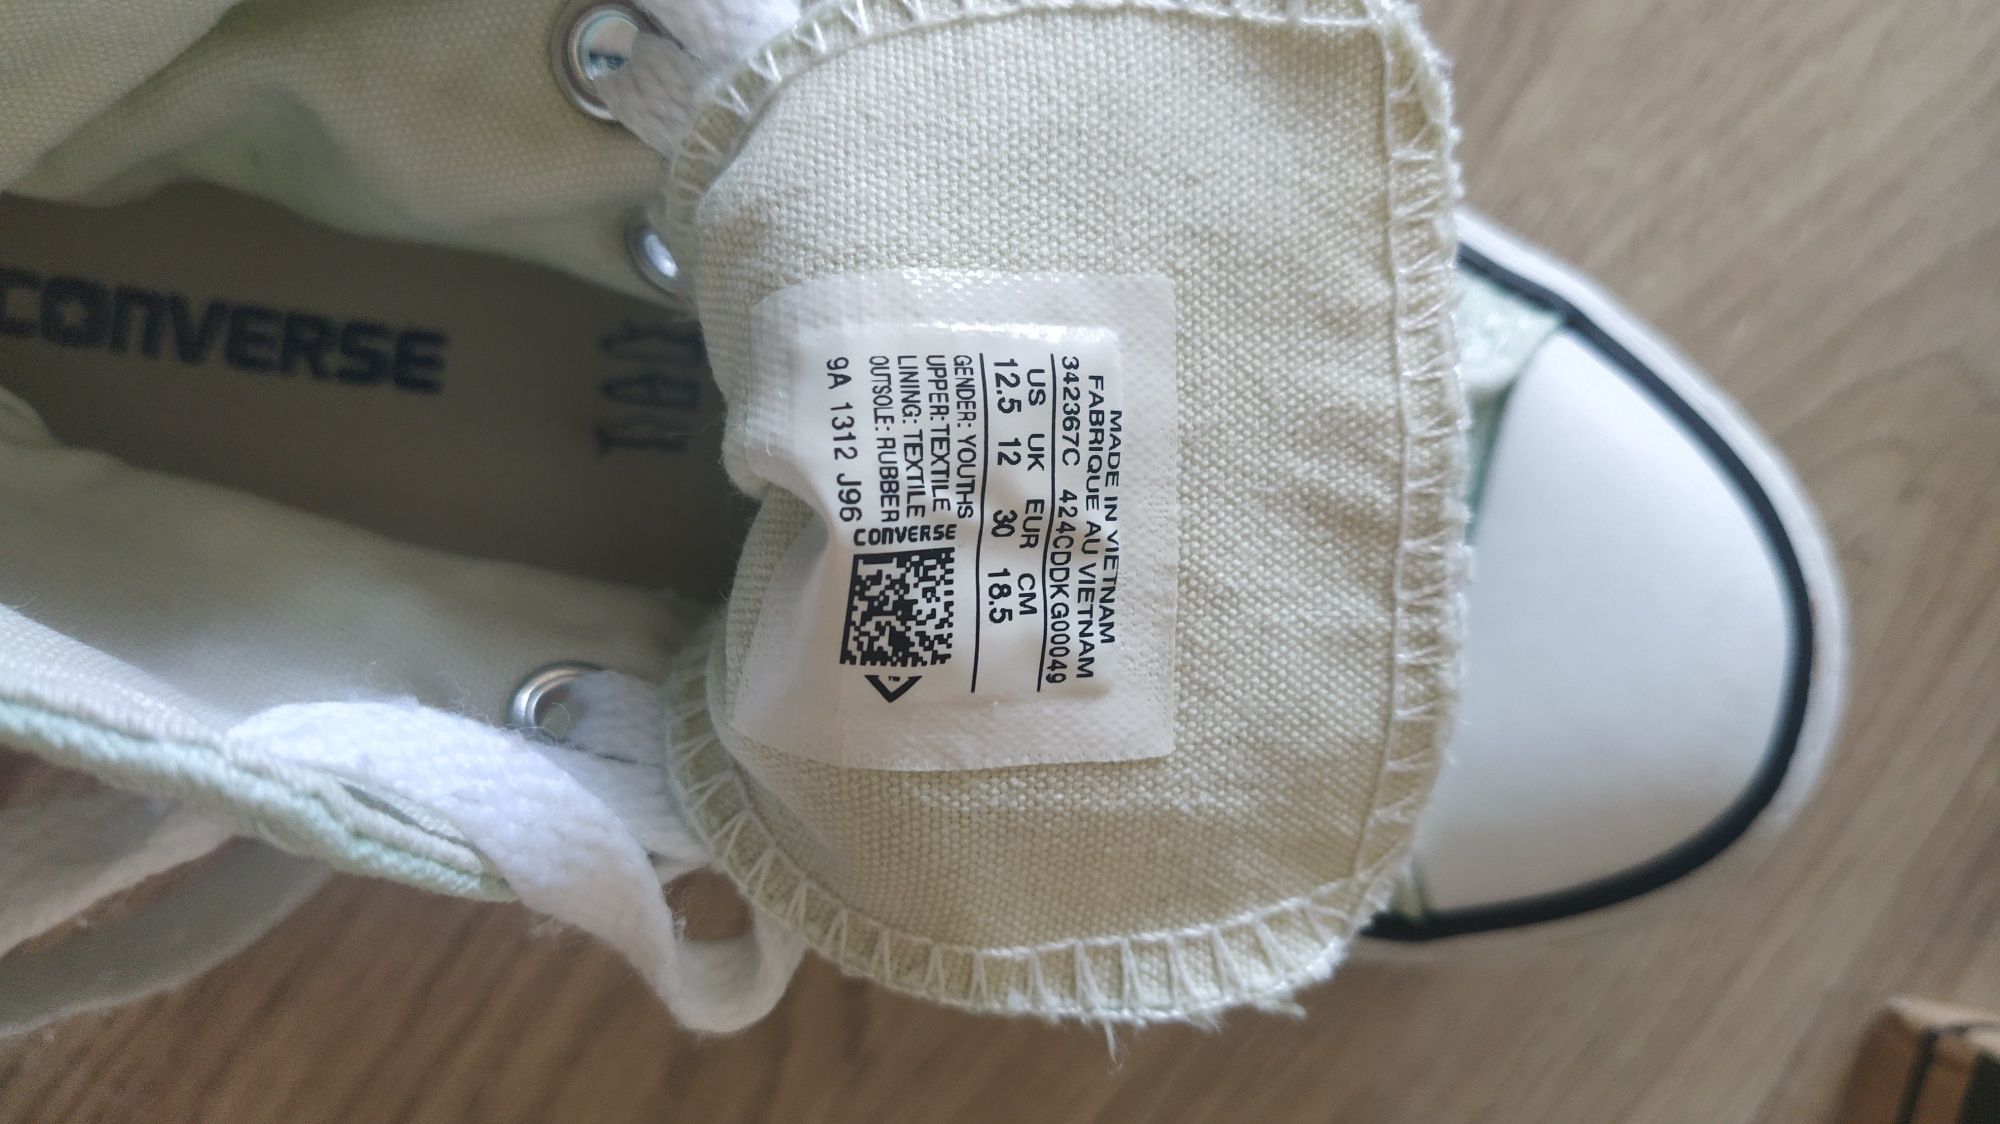 CONVERSE
MADE IN VIETNAM
FABRIQUE AU VIETNAM
342367C 424CDDKG00049
US UK EUR CM
12.5 12 30 18.5
GENDER: YOUTHS
UPPER: TEXTILE
LINING: TEXTILE
OUTSOLE: RUBBER
9A 1312 J96
CONVERSE
TM